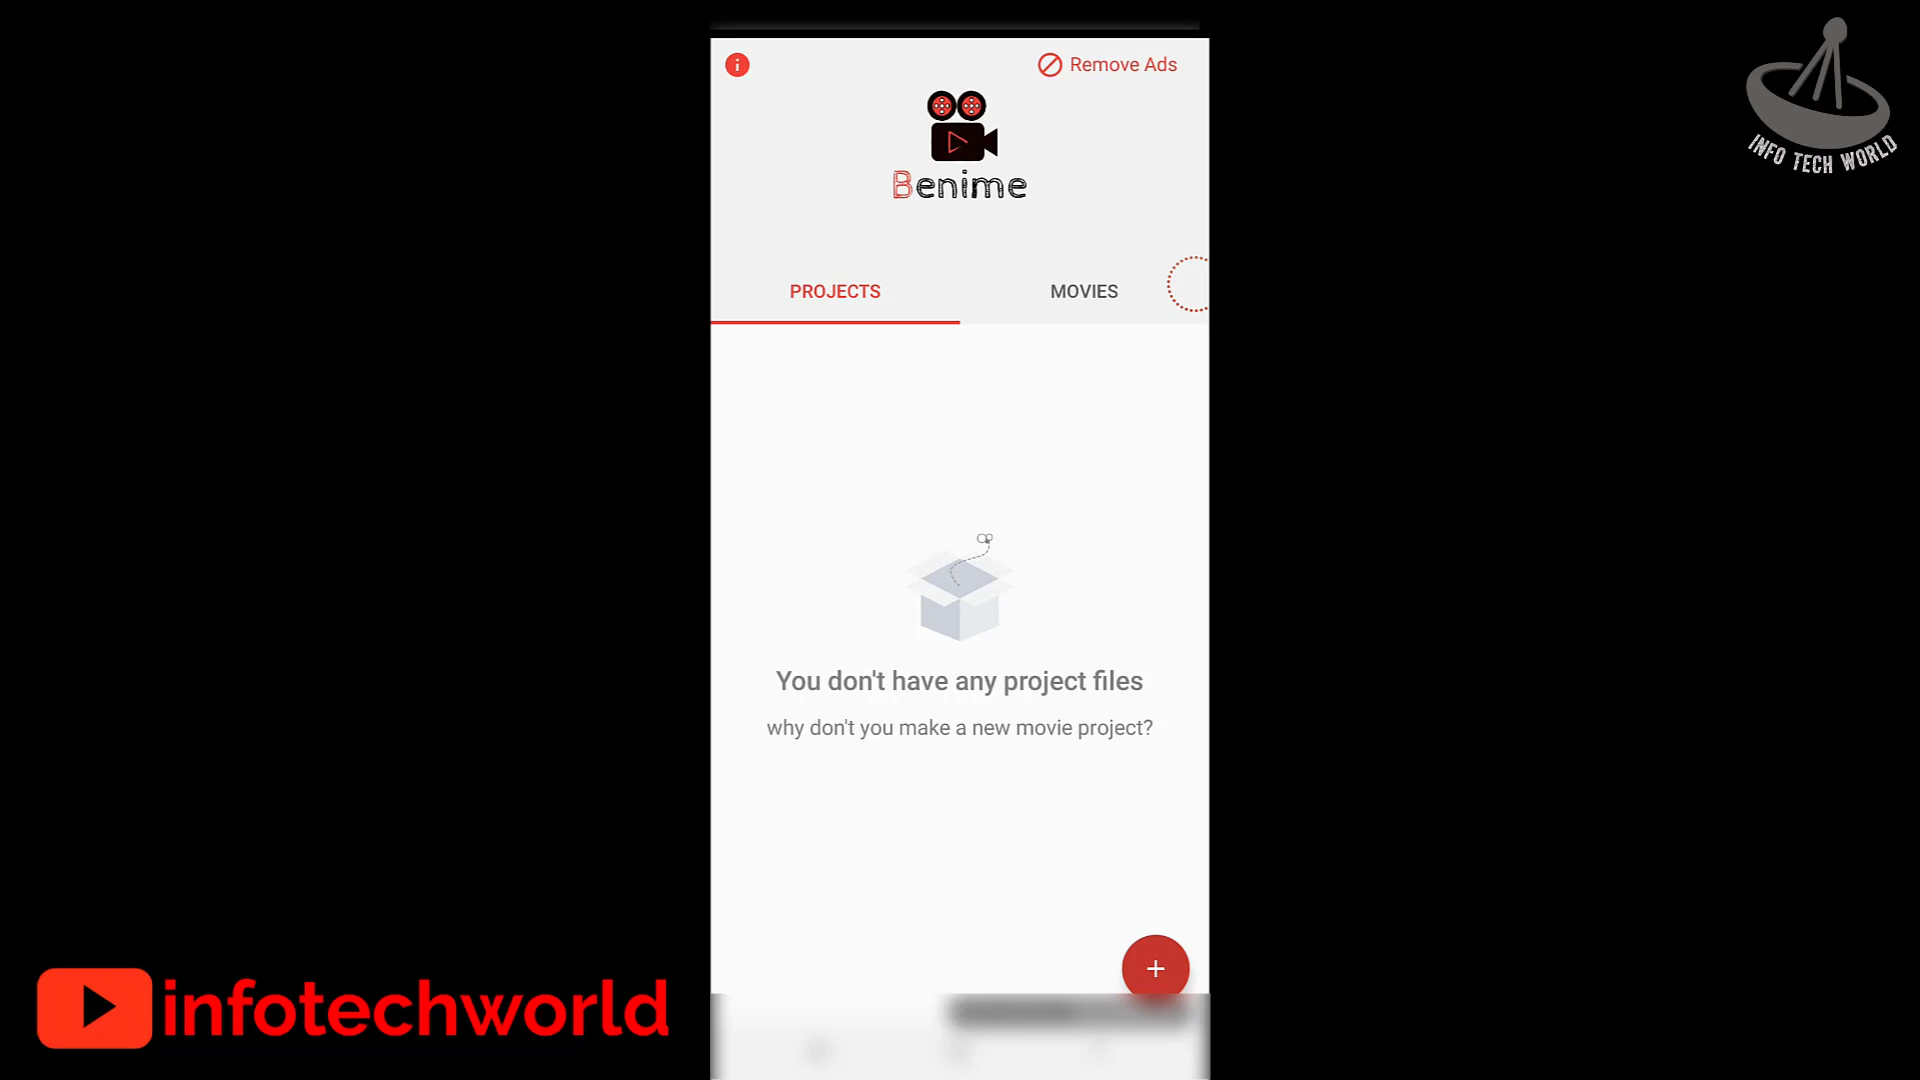 Remove Ads
Benime
PROJECTS
MOVIES
You don't have any project files
why don't you make a new movie project?
INFO TECH WORLD
infotechworld